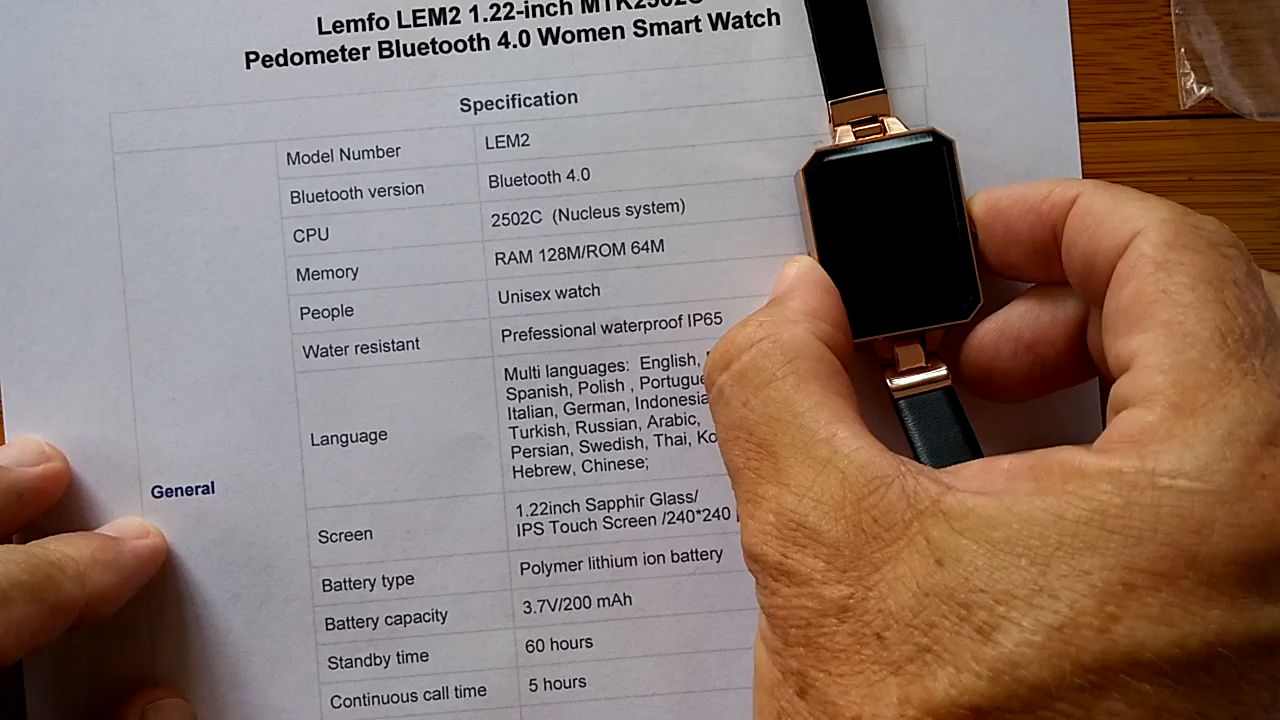 Lemfo LEM2 1.22-inch MTK2502C
Pedometer Bluetooth 4.0 Women Smart Watch
Specification
General
Model Number LEM2
Bluetooth version Bluetooth 4.0
CPU 2502C (Nucleus system)
Memory RAM 128M/ROM 64M
People Unisex watch
Water resistant Prefessional waterproof IP65
Language Multi languages: English,
Spanish, Polish , Portugue
Italian, German, Indonesia
Turkish, Russian, Arabic,
Persian, Swedish, Thai, Ko
Hebrew, Chinese;
Screen 1.22inch Sapphir Glass/
IPS Touch Screen /240*240
Battery type Polymer lithium ion battery
Battery capacity 3.7V/200 mAh
Standby time 60 hours
Continuous call time 5 hours